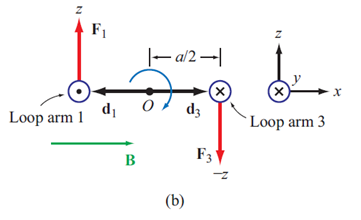 z
F₁
a/2
z
y
x
Loop arm 1
d₁
O
d₃
Loop arm 3
B
F₃
-z
(b)